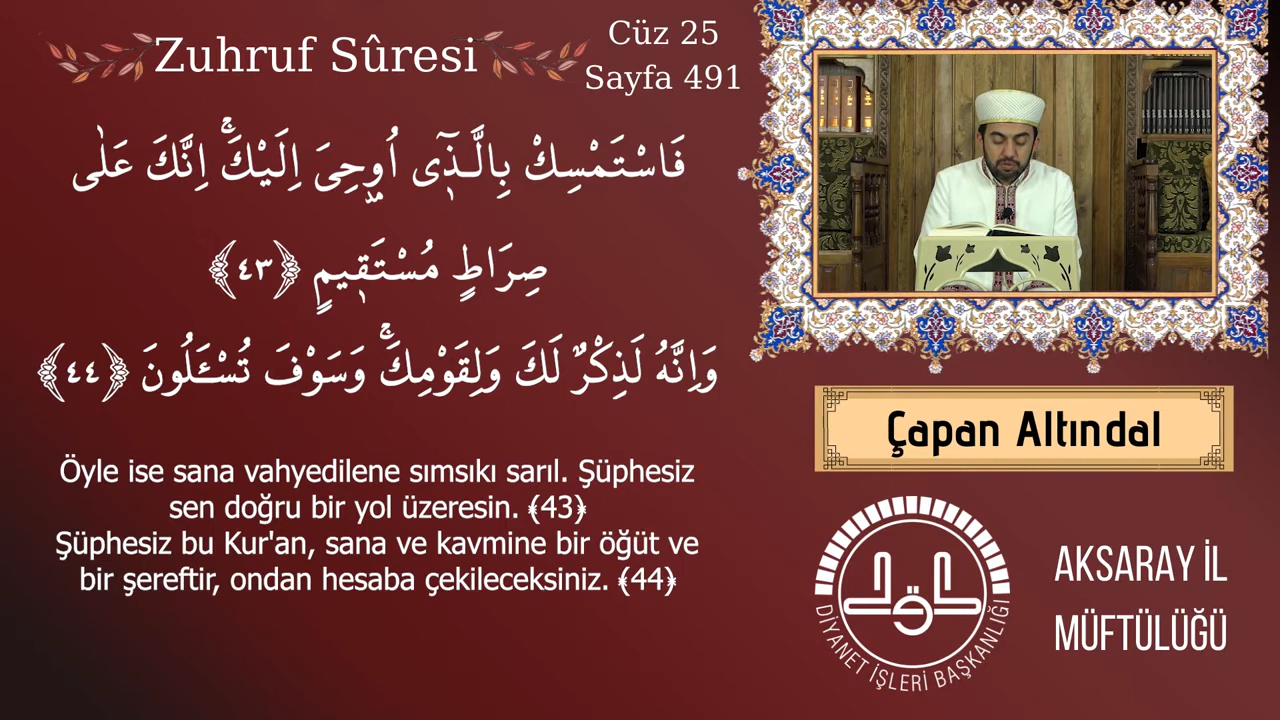 Zuhruf Sûresi
Cüz 25
Sayfa 491
فَاسْتَمْسِكْ بِالَّذ۪ٓي اُو۫حِيَ اِلَيْكَۚ اِنَّكَ عَلٰى
صِرَاطٍ مُسْتَق۪يمٍ ﴿٤٣﴾
وَاِنَّهُ لَذِكْرٌ لَكَ وَلِقَوْمِكَۚ وَسَوْفَ تُسْـَٔلُونَ ﴿٤٤﴾
Öyle ise sana vahyedilene sımsıkı sarıl. Şüphesiz
sen doğru bir yol üzeresin. ﴾43﴿
Şüphesiz bu Kur'an, sana ve kavmine bir öğüt ve
bir şereftir, ondan hesaba çekileceksiniz. ﴾44﴿
Çapan Altındal
DİYANET İŞLERİ BAŞKANLIĞI
AKSARAY İL
MÜFTÜLÜĞÜ